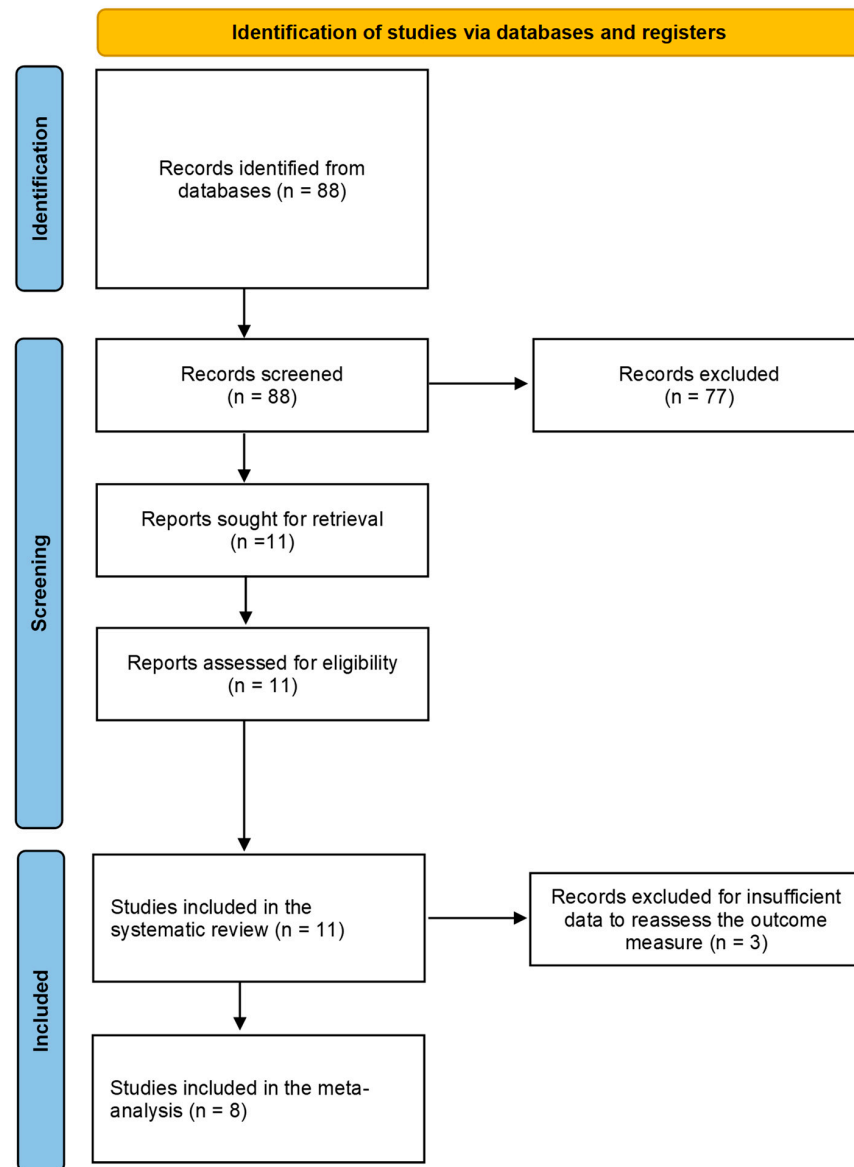 Identification of studies via databases and registers
Identification
Records identified from
databases (n = 88)
Screening
Records screened
(n = 88)
Records excluded
(n = 77)
Reports sought for retrieval
(n =11)
Reports assessed for eligibility
(n = 11)
Included
Studies included in the
systematic review (n = 11)
Records excluded for insufficient
data to reassess the outcome
measure (n = 3)
Studies included in the meta-
analysis (n = 8)